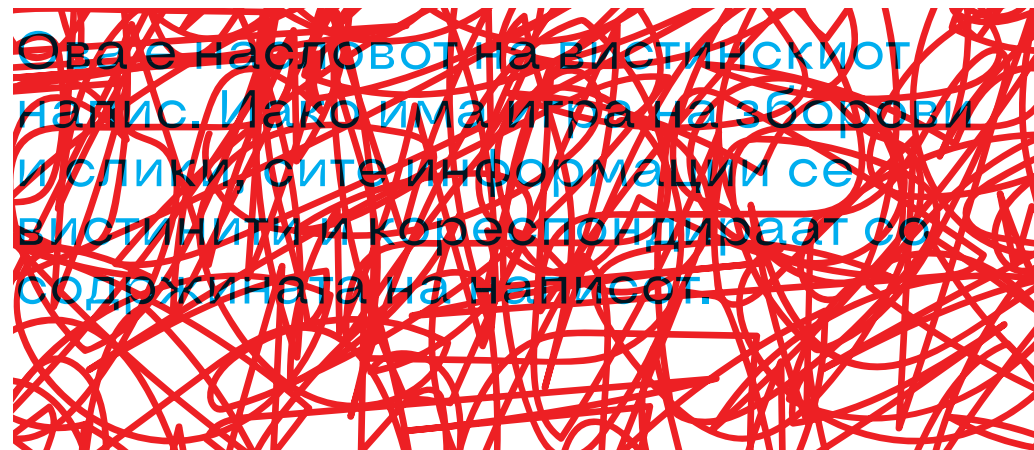 Ова е насловот на вистинскиот
напис. Иако има игра на зборови
и слики, сите информации се
вистинити и кореспондираат со
содржината на написот.